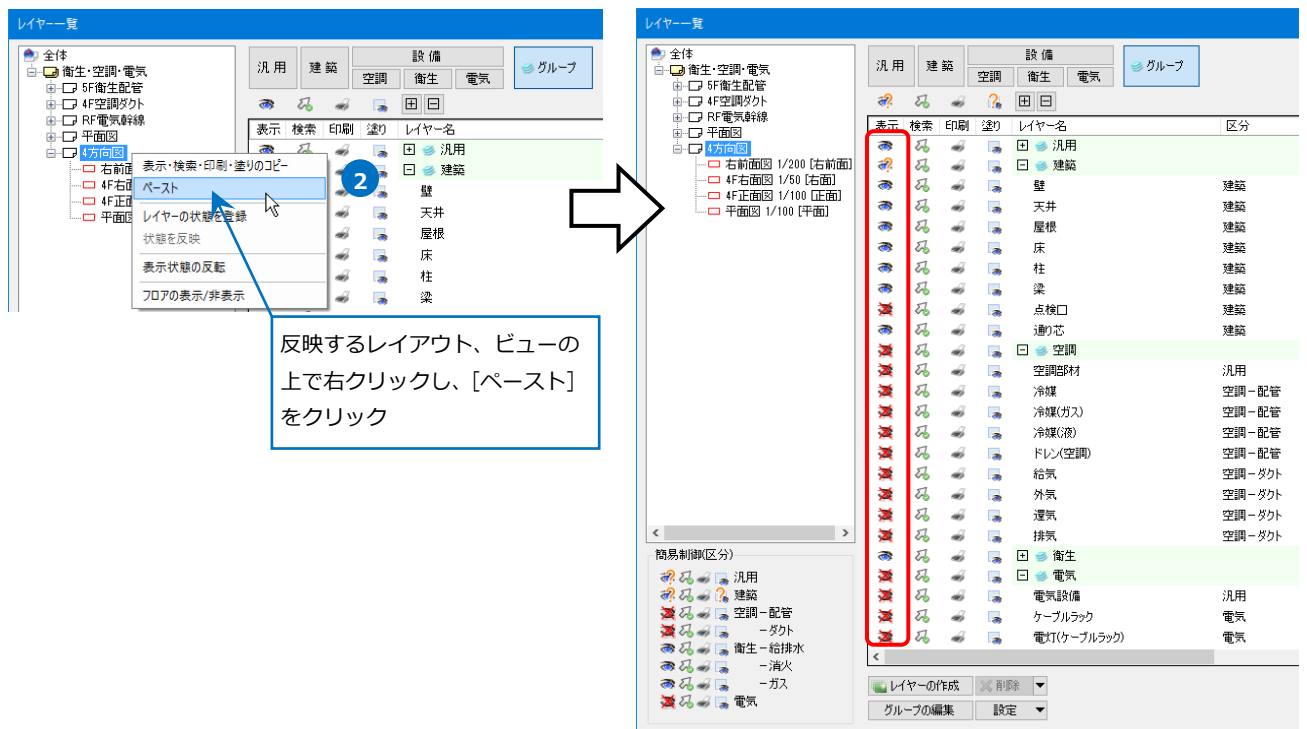 レイヤー一覧
全体
衛生・空調・電気
5F衛生配管
4F空調ダクト
RF電気幹線
平面図
4方向図
右前面
4F右面
4F正面
平面図
汎用
建築
設備
空調
衛生
電気
グループ
表示 検索 印刷 塗り レイヤー名
汎用
建築
壁
天井
屋根
床
柱
梁
表示・検索・印刷・塗りのコピー
ペースト
レイヤーの状態を登録
状態を反映
表示状態の反転
フロアの表示/非表示
2
反映するレイアウト、ビューの
上で右クリックし、[ペースト]
をクリック
レイヤー一覧
全体
衛生・空調・電気
5F衛生配管
4F空調ダクト
RF電気幹線
平面図
4方向図
右前面図 1/200 [右前面]
4F右面図 1/50 [右面]
4F正面図 1/100 [正面]
平面図 1/100 [平面]
汎用
建築
設備
空調
衛生
電気
グループ
表示 検索 印刷 塗り レイヤー名 区分
汎用
建築
壁 建築
天井 建築
屋根 建築
床 建築
柱 建築
梁 建築
点検口 建築
通り芯 建築
空調
空調部材 汎用
冷媒 空調-配管
冷媒(ガス) 空調-配管
冷媒(液) 空調-配管
ドレン(空調) 空調-配管
給気 空調-ダクト
外気 空調-ダクト
還気 空調-ダクト
排気 空調-ダクト
衛生
電気
電気設備 汎用
ケーブルラック 電気
電灯(ケーブルラック) 電気
簡易制御(区分)
汎用
建築
空調-配管
-ダクト
衛生-給排水
-消火
-ガス
電気
レイヤーの作成
削除
グループの編集
設定